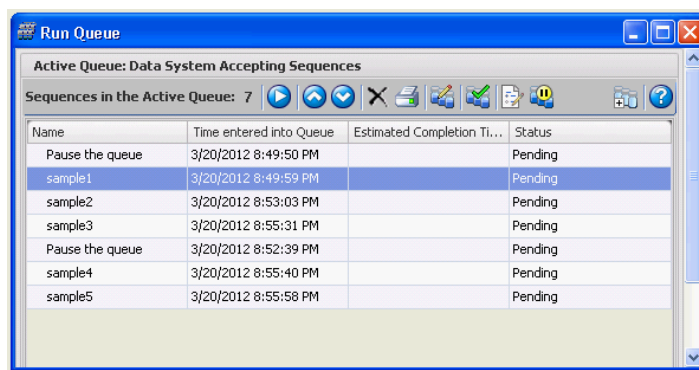 Run Queue
Active Queue: Data System Accepting Sequences
Sequences in the Active Queue: 7
Name Time entered into Queue Estimated Completion Ti... Status
Pause the queue 3/20/2012 8:49:50 PM Pending
sample1 3/20/2012 8:49:59 PM Pending
sample2 3/20/2012 8:53:03 PM Pending
sample3 3/20/2012 8:55:31 PM Pending
Pause the queue 3/20/2012 8:52:39 PM Pending
sample4 3/20/2012 8:55:40 PM Pending
sample5 3/20/2012 8:55:58 PM Pending